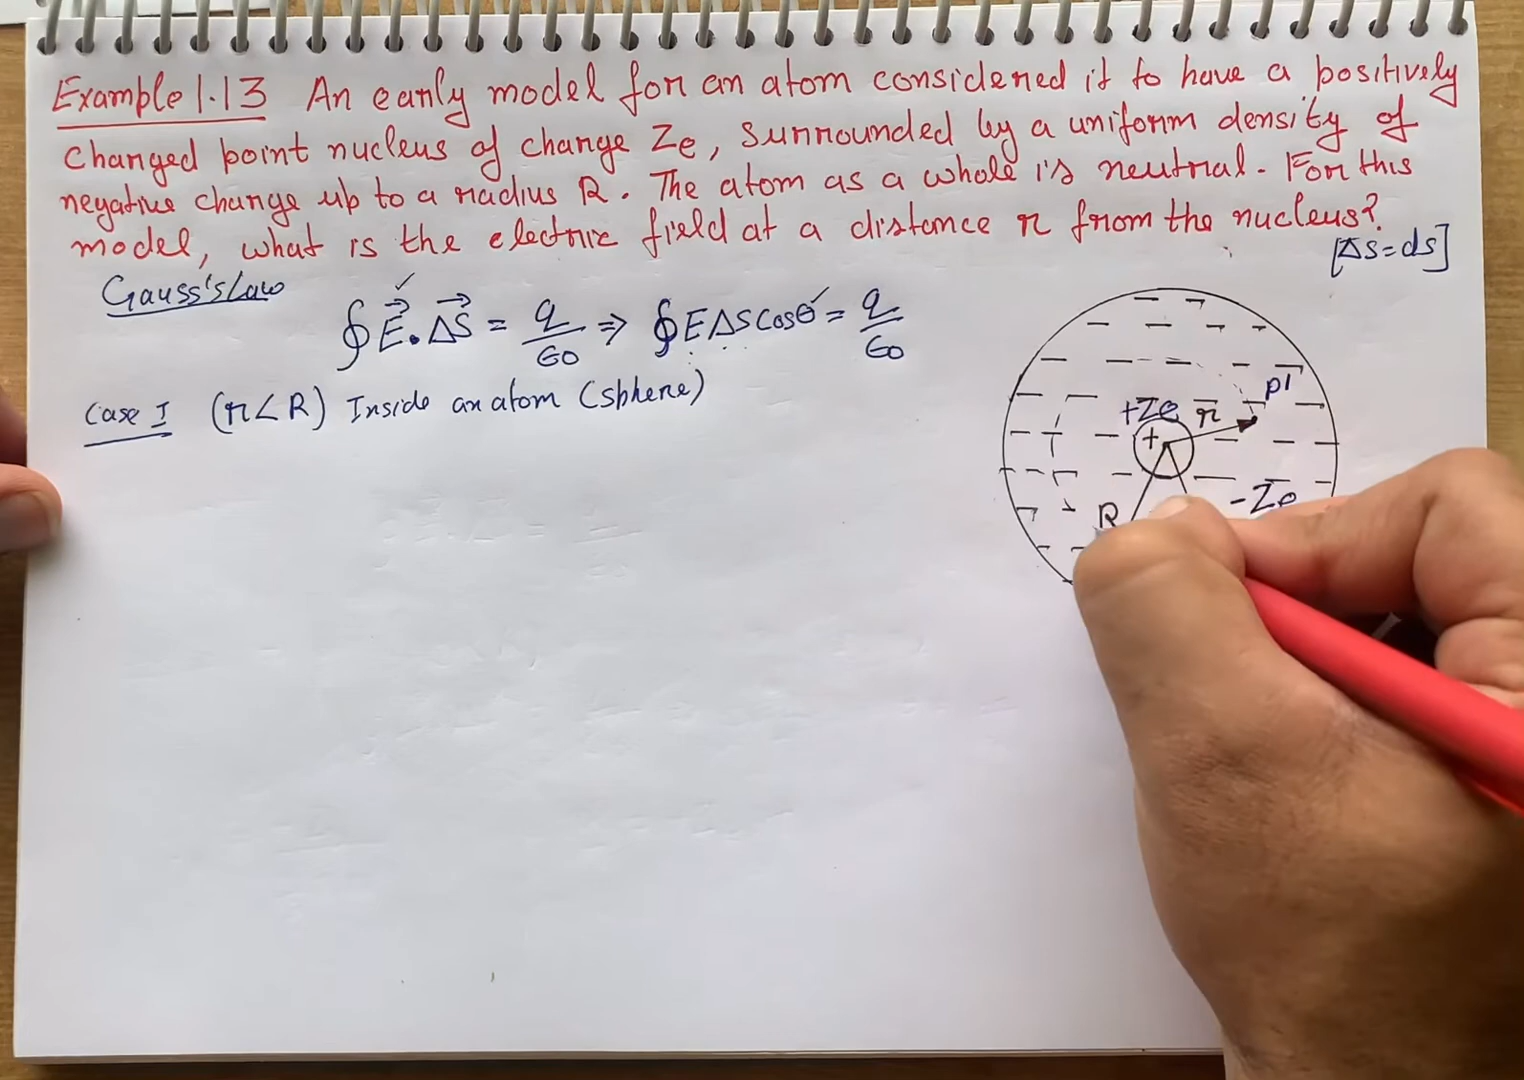 Example 1.13 An early model for an atom considered it to have a positively
charged point nucleus of charge Ze, surrounded by a uniform density of
negative charge up to a radius R. The atom as a whole is neutral. For this
model, what is the electric field at a distance r from the nucleus?
[ΔS=ds]
Gauss's Law
∮E⃗.ΔS⃗ = q/ϵ0 ⇒ ∮EΔS cosθ = q/ϵ0
Case I (r<R) Inside an atom (sphere)
P'
+Ze r
+
-Ze
R